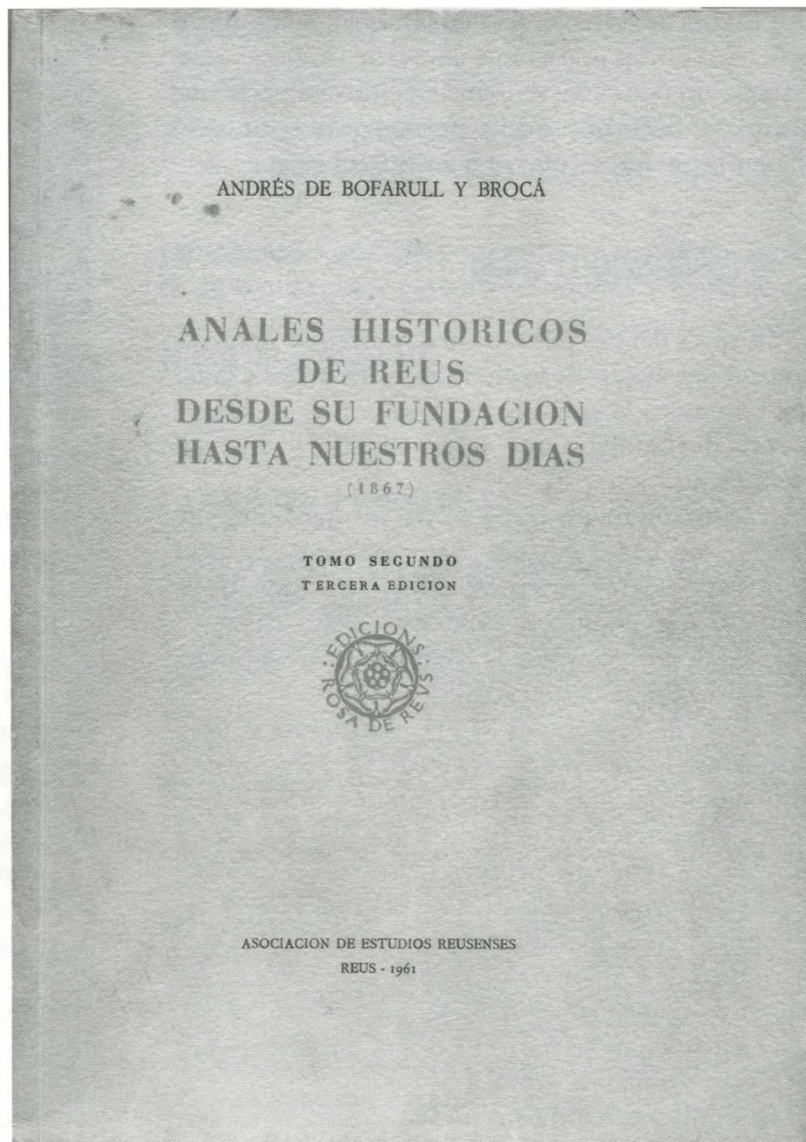 ANDRÉS DE BOFARULL Y BROCÁ
ANALES HISTORICOS
DE REUS
DESDE SU FUNDACION
HASTA NUESTROS DIAS
(1867)
TOMO SEGUNDO
TERCERA EDICION
· EDICIONS ·
ROSA DE REVS
ASOCIACION DE ESTUDIOS REUSENSES
REUS - 1961